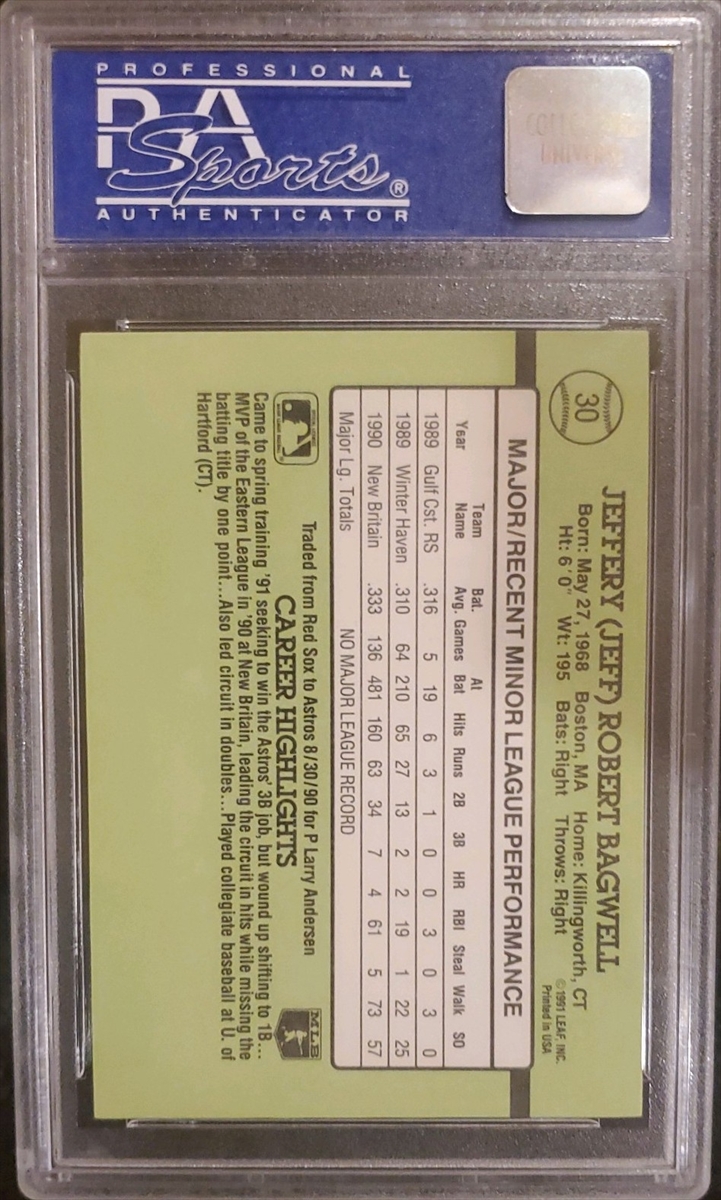 PROFESSIONAL
PSA
Sports®
AUTHENTICATOR
COLLECTORS
UNIVERSE
30
JEFFERY (JEFF) ROBERT BAGWELL
Born: May 27, 1968 Boston, MA Home: Killingworth, CT
Ht: 6'0" Wt: 195 Bats: Right Throws: Right
©1991 LEAF, INC.
Printed in USA
MAJOR/RECENT MINOR LEAGUE PERFORMANCE
Year Team Name Bat. Avg. Games At Bat Hits Runs 2B 3B HR RBI Steal Walk SO
1989 Gulf Cst. RS .316 5 19 6 3 1 0 0 3 0 3 0
1989 Winter Haven .310 64 210 65 27 13 2 2 19 1 22 25
1990 New Britain .333 136 481 160 63 34 7 4 61 5 73 57
Major Lg. Totals NO MAJOR LEAGUE RECORD
Traded from Red Sox to Astros 8/30/90 for P Larry Andersen
CAREER HIGHLIGHTS
MLB
Came to spring training '91 seeking to win the Astros' 3B job, but wound up shifting to 1B...
MVP of the Eastern League in '90 at New Britain, leading the circuit in hits while missing the
batting title by one point...Also led circuit in doubles...Played collegiate baseball at U. of
Hartford (CT).